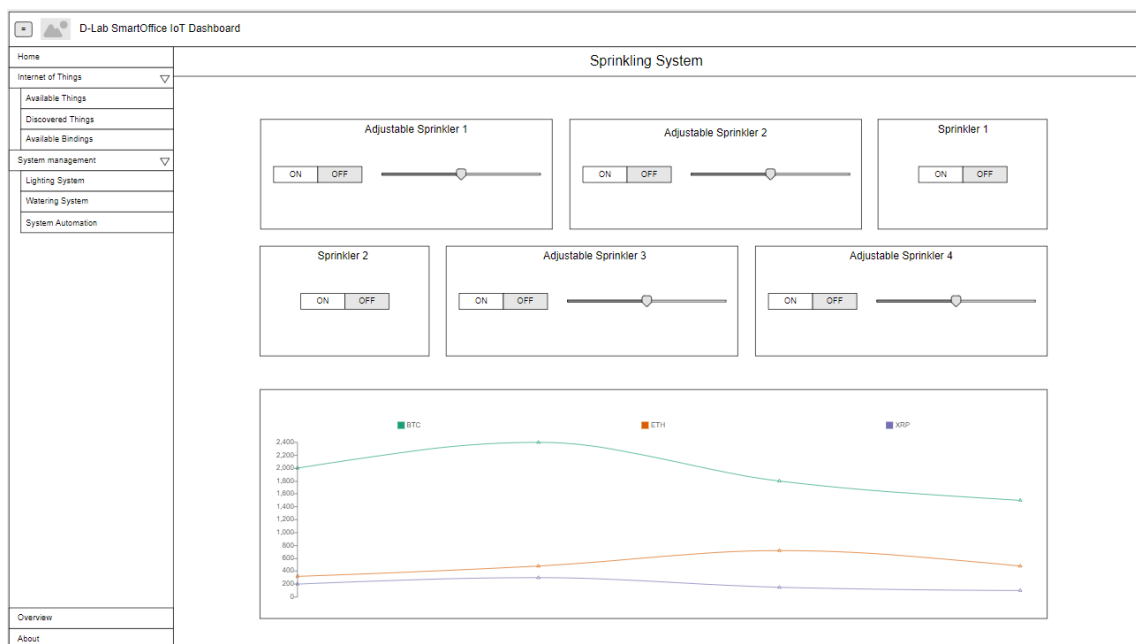 D-Lab SmartOffice IoT Dashboard
Home
Internet of Things
Available Things
Discovered Things
Available Bindings
System management
Lighting System
Watering System
System Automation
Overview
About
Sprinkling System
Adjustable Sprinkler 1
ON OFF
Adjustable Sprinkler 2
ON OFF
Sprinkler 1
ON OFF
Sprinkler 2
ON OFF
Adjustable Sprinkler 3
ON OFF
Adjustable Sprinkler 4
ON OFF
BTC ETH XRP
2,400
2,200
2,000
1,800
1,600
1,400
1,200
1,000
800
600
400
200
0